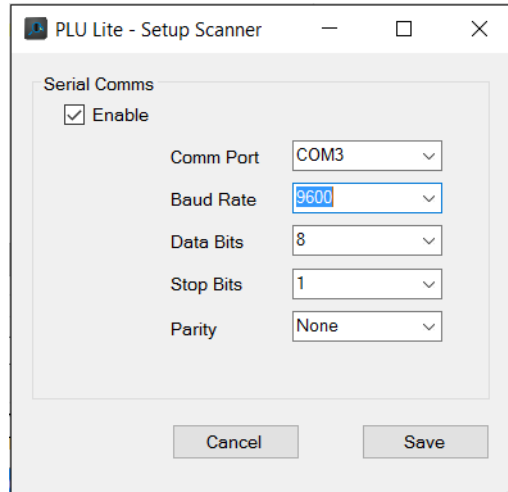 PLU Lite - Setup Scanner
Serial Comms
Enable
Comm Port COM3
Baud Rate 9600
Data Bits 8
Stop Bits 1
Parity None
Cancel Save